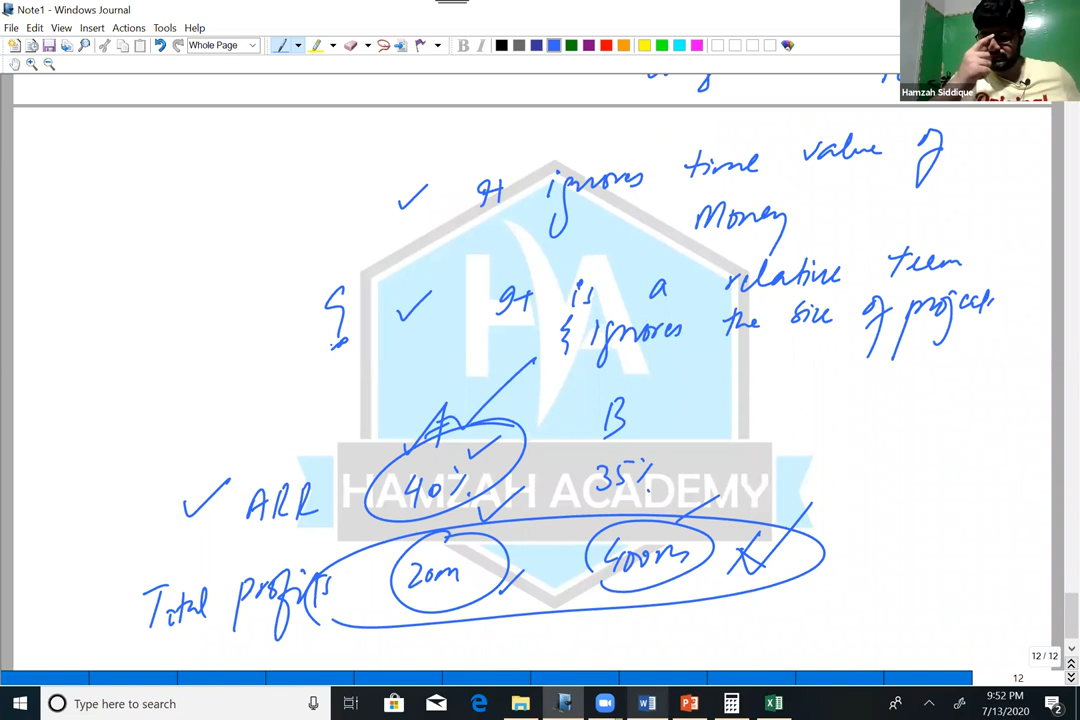 Note1 - Windows Journal
File Edit View Insert Actions Tools Help
Whole Page
B I
Hamzah Siddique
✓ It ignores time value of
Money
✓ It is a relative term
& ignores the size of project
A B
HAMZAH ACADEMY
✓ ARR 40% 35%
Total profits 20m 400m
12/12
12
Type here to search
9:52 PM
7/13/2020
2